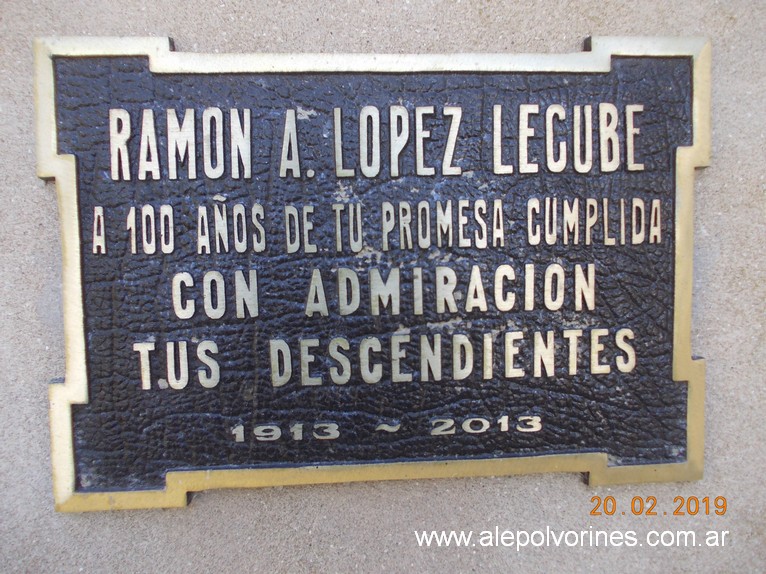 RAMON A. LOPEZ LECUBE
A 100 AÑOS DE TU PROMESA CUMPLIDA
CON ADMIRACION
TUS DESCENDIENTES
1913 ~ 2013
20.02.2019
www.alepolvorines.com.ar